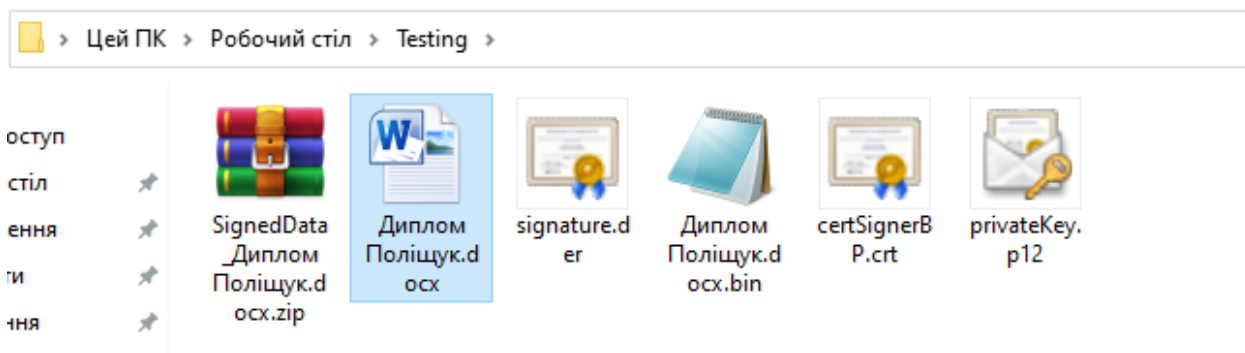 Цей ПК > Робочий стіл > Testing >
оступ
стіл
ення
ти
ння
SignedData
_Диплом
Поліщук.d
ocx.zip
Диплом
Поліщук.d
ocx
signature.d
er
Диплом
Поліщук.d
ocx.bin
certSignerB
P.crt
privateKey.
p12